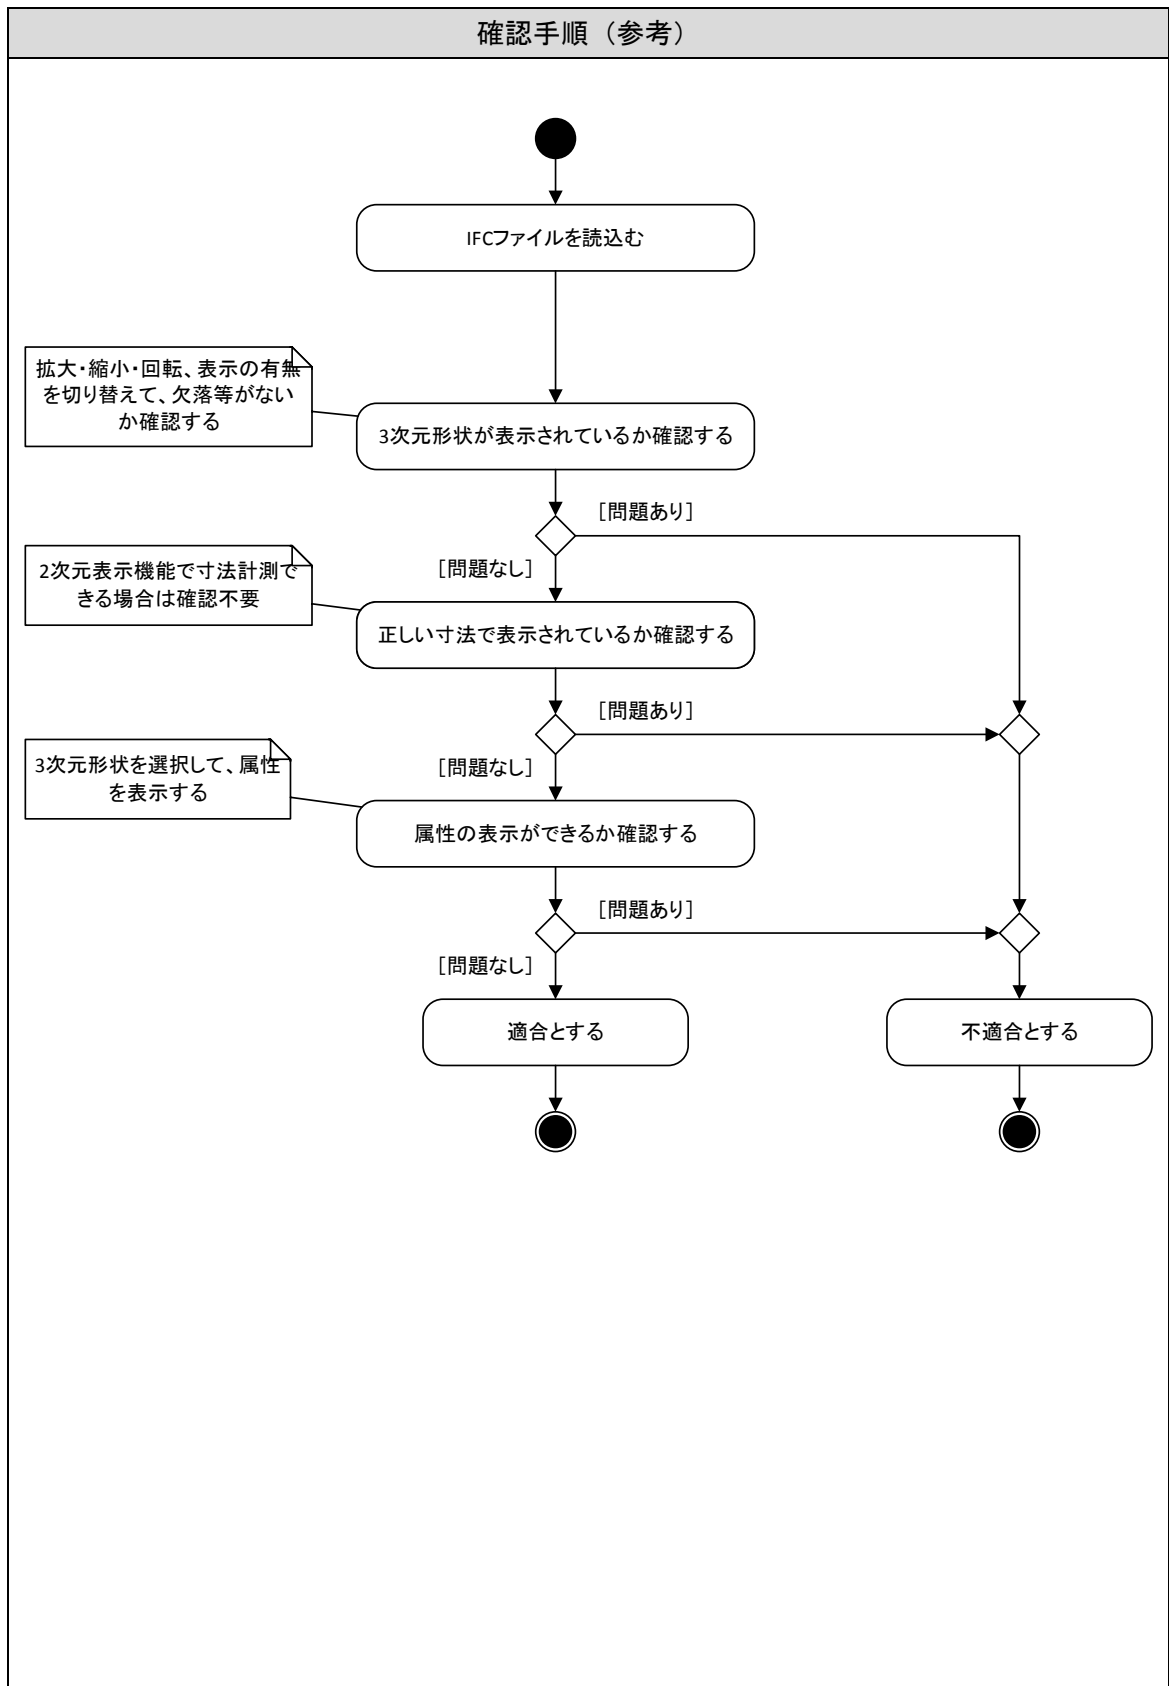 確認手順（参考）
IFCファイルを読込む
拡大・縮小・回転、表示の有無
を切り替えて、欠落等がない
か確認する
3次元形状が表示されているか確認する
［問題あり］
［問題なし］
2次元表示機能で寸法計測で
きる場合は確認不要
正しい寸法で表示されているか確認する
［問題あり］
［問題なし］
3次元形状を選択して、属性
を表示する
属性の表示ができるか確認する
［問題あり］
［問題なし］
適合とする
不適合とする